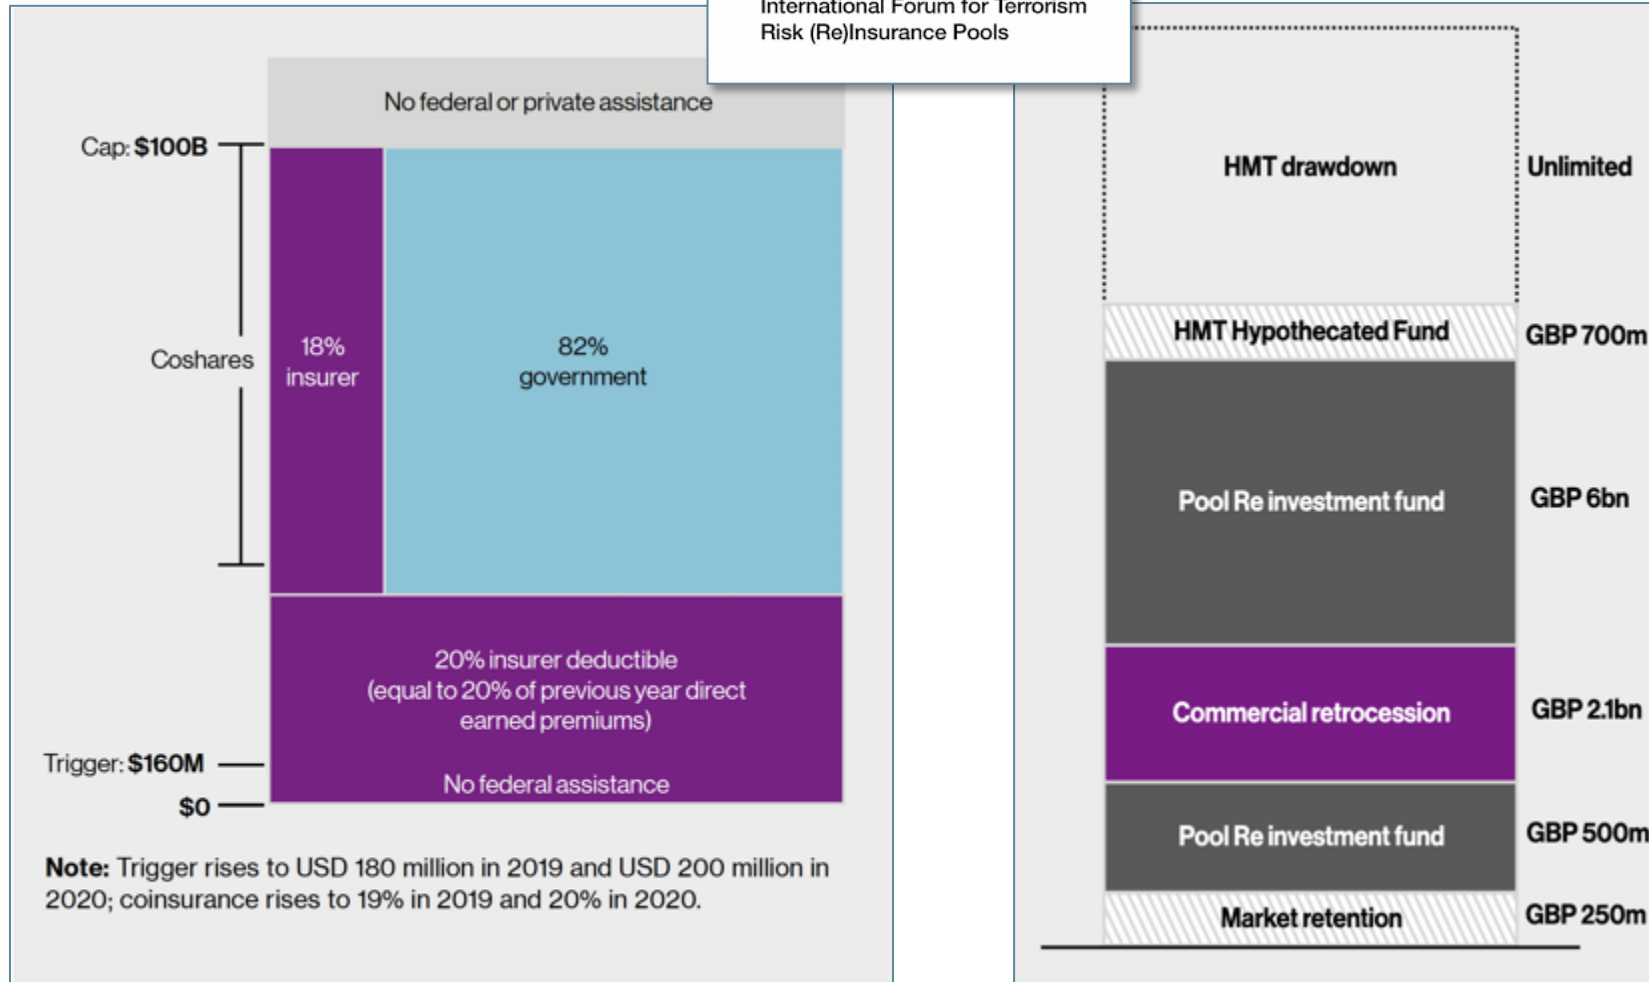 International Forum for Terrorism
Risk (Re)Insurance Pools
No federal or private assistance
Cap: $100B
Coshares
18%
insurer
82%
government
20% insurer deductible
(equal to 20% of previous year direct
earned premiums)
Trigger: $160M
No federal assistance
$0
Note: Trigger rises to USD 180 million in 2019 and USD 200 million in
2020; coinsurance rises to 19% in 2019 and 20% in 2020.
HMT drawdown
Unlimited
HMT Hypothecated Fund
GBP 700m
Pool Re investment fund
GBP 6bn
Commercial retrocession
GBP 2.1bn
Pool Re investment fund
GBP 500m
Market retention
GBP 250m